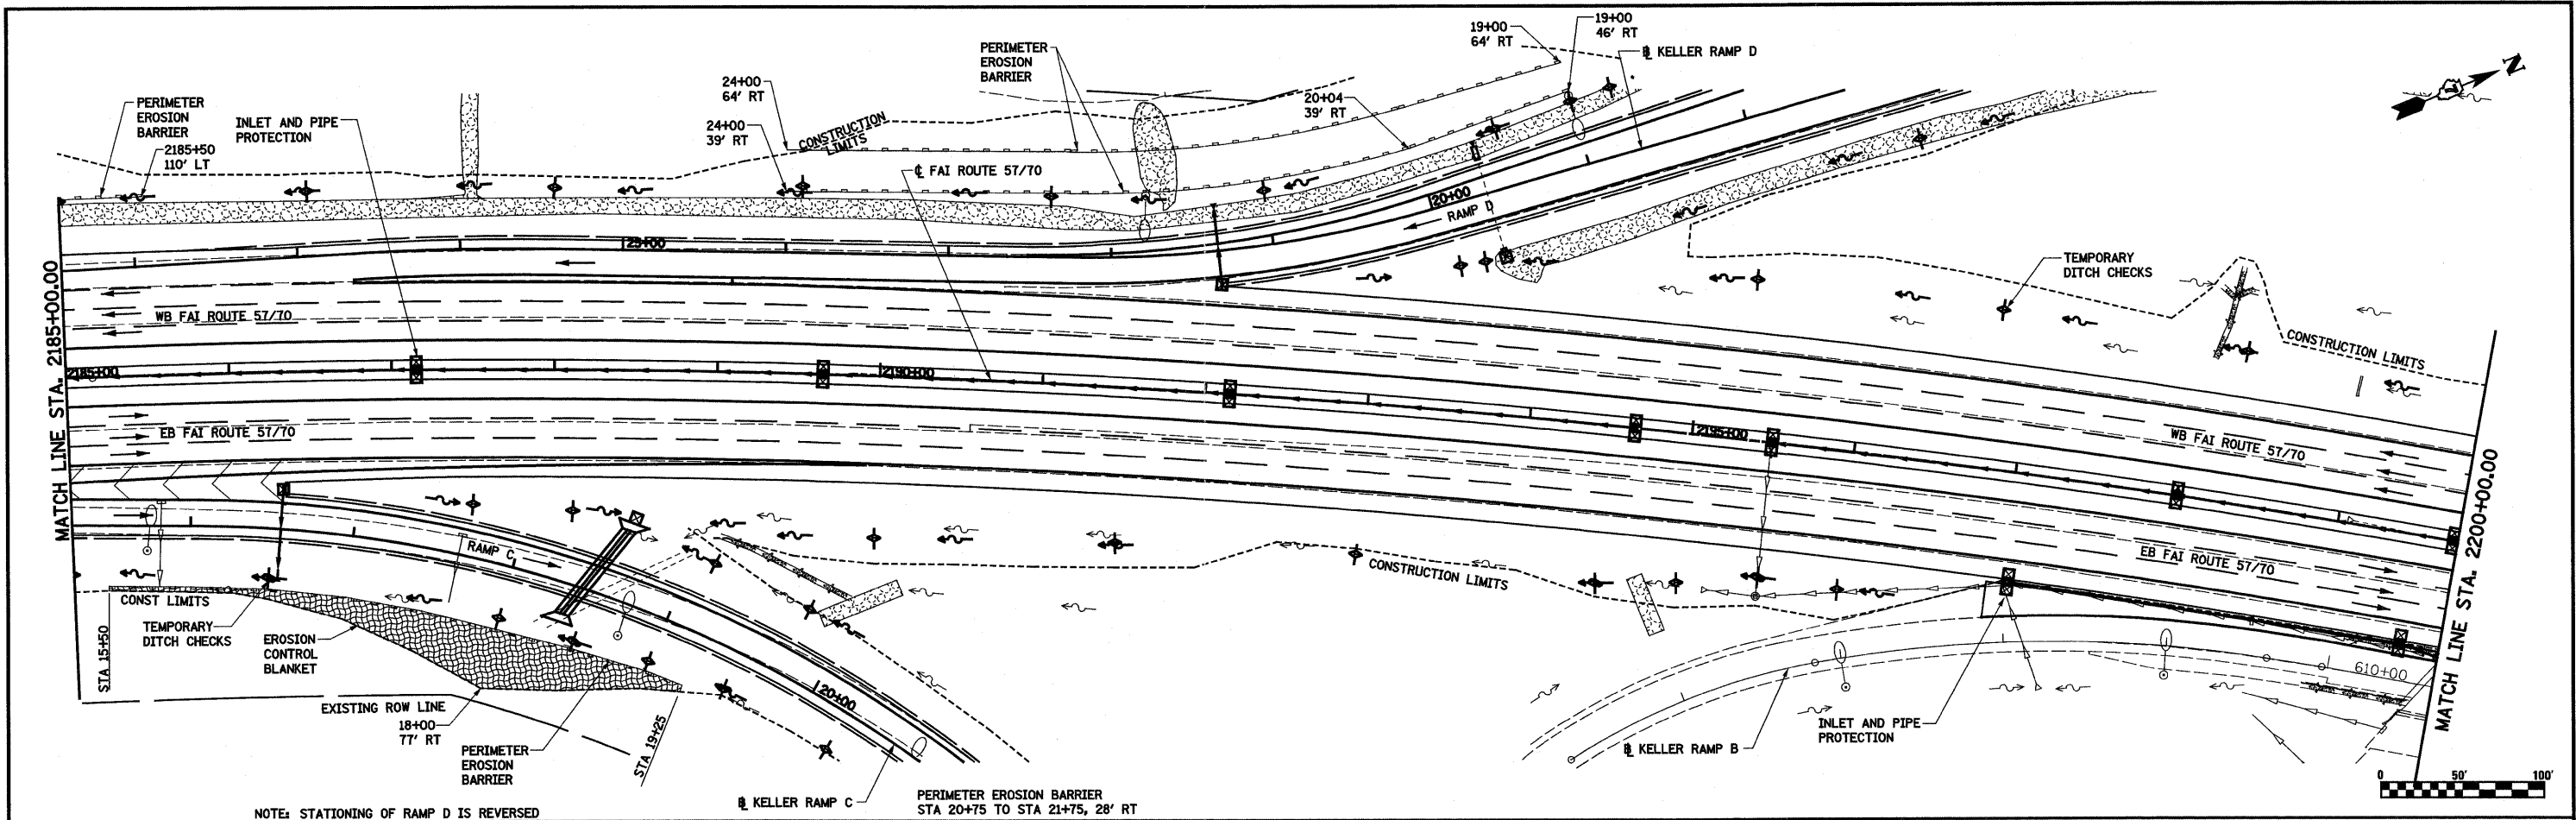 19+00
64' RT
19+00
46' RT
℄ KELLER RAMP D
N
PERIMETER
EROSION
BARRIER
24+00
64' RT
20+04
39' RT
PERIMETER
EROSION
BARRIER
INLET AND PIPE
PROTECTION
24+00
39' RT
CONSTRUCTION
LIMITS
2185+50
110' LT
℄ FAI ROUTE 57/70
20+00
RAMP D
25+00
TEMPORARY
DITCH CHECKS
MATCH LINE STA. 2185+00.00
WB FAI ROUTE 57/70
CONSTRUCTION LIMITS
2185+00
2190+00
2195+00
WB FAI ROUTE 57/70
EB FAI ROUTE 57/70
EB FAI ROUTE 57/70
MATCH LINE STA. 2200+00.00
RAMP C
CONSTRUCTION LIMITS
CONST LIMITS
STA 15+50
TEMPORARY
DITCH CHECKS
EROSION
CONTROL
BLANKET
610+00
20+00
EXISTING ROW LINE
18+00
77' RT
STA 19+25
PERIMETER
EROSION
BARRIER
INLET AND PIPE
PROTECTION
℄ KELLER RAMP B
℄ KELLER RAMP C
PERIMETER EROSION BARRIER
STA 20+75 TO STA 21+75, 28' RT
0 50' 100'
NOTE: STATIONING OF RAMP D IS REVERSED